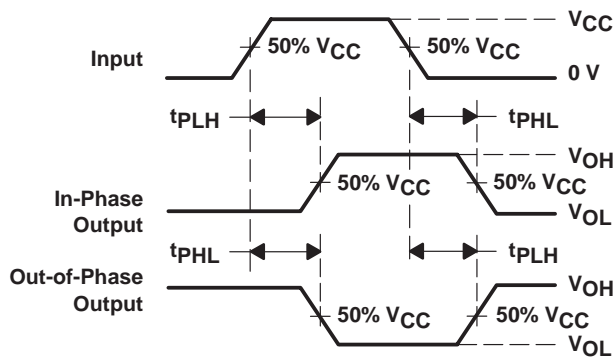 VCC
Input
50% VCC
50% VCC
0 V
tPLH
tPHL
VOH
In-Phase
Output
50% VCC
50% VCC
VOL
tPHL
tPLH
Out-of-Phase
Output
VOH
50% VCC
50% VCC
VOL